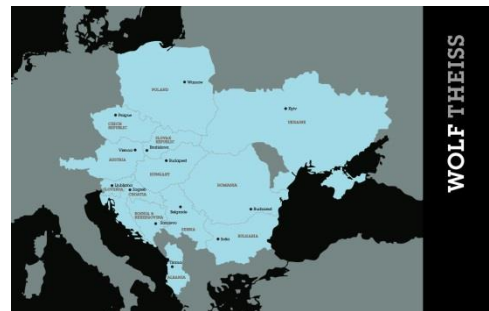 WOLF THEISS
POLAND
Warsaw
Prague
CZECH
REPUBLIC
Kyiv
UKRAINE
SLOVAK
REPUBLIC
Vienna
Bratislava
AUSTRIA
Budapest
HUNGARY
Ljubljana
SLOVENIA
Zagreb
CROATIA
ROMANIA
BOSNIA &
HERZEGOVINA
Belgrade
Bucharest
Sarajevo
SERBIA
Sofia
BULGARIA
Tirana
ALBANIA